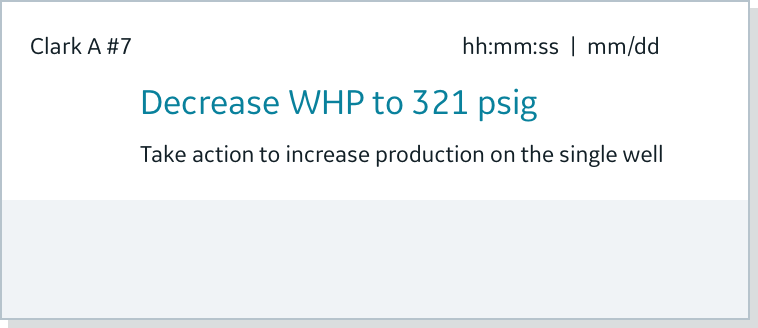 Clark A #7 hh:mm:ss | mm/dd
Decrease WHP to 321 psig
Take action to increase production on the single well